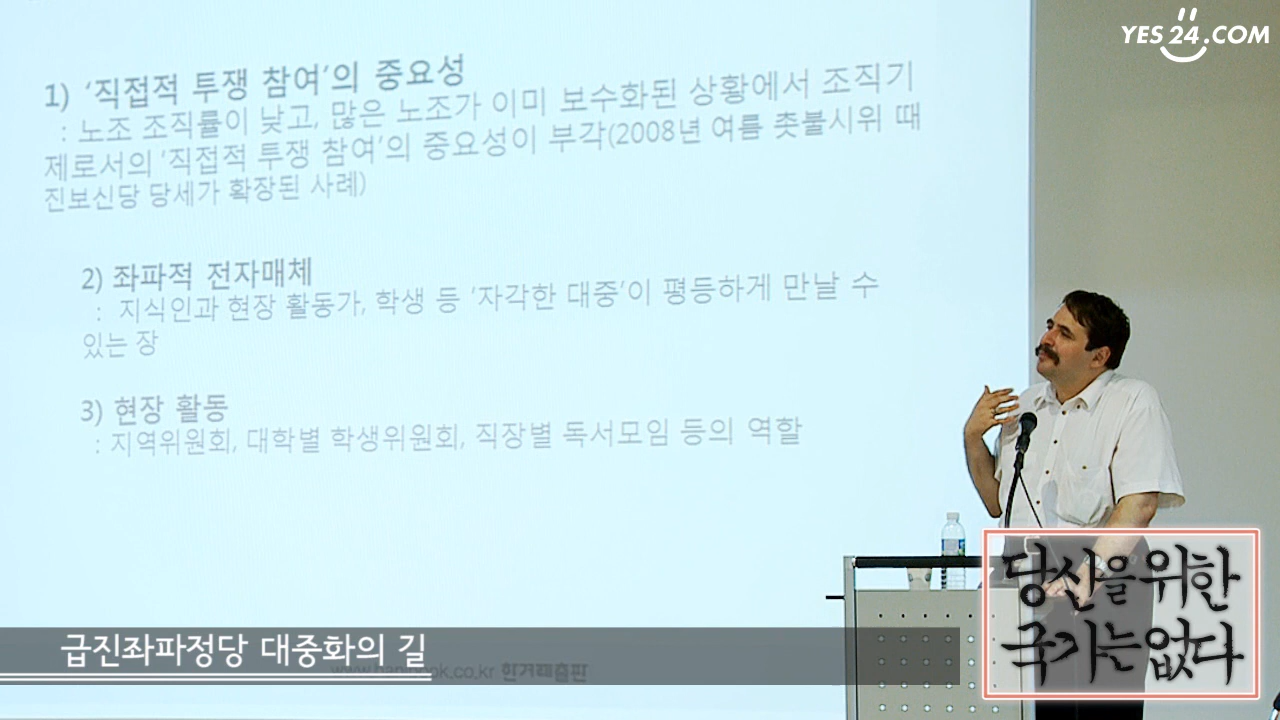 YES24.COM
1) ‘직접적 투쟁 참여’의 중요성
: 노조 조직률이 낮고, 많은 노조가 이미 보수화된 상황에서 조직기
제로서의 ‘직접적 투쟁 참여’의 중요성이 부각(2008년 여름 촛불시위 때
진보신당 당세가 확장된 사례)
2) 좌파적 전자매체
: 지식인과 현장 활동가, 학생 등 ‘자각한 대중’이 평등하게 만날 수
있는 장
3) 현장 활동
: 지역위원회, 대학별 학생위원회, 직장별 독서모임 등의 역할
당신을 위한
국가는 없다
급진좌파정당 대중화의 길
www.hanibook.co.kr 한겨레출판